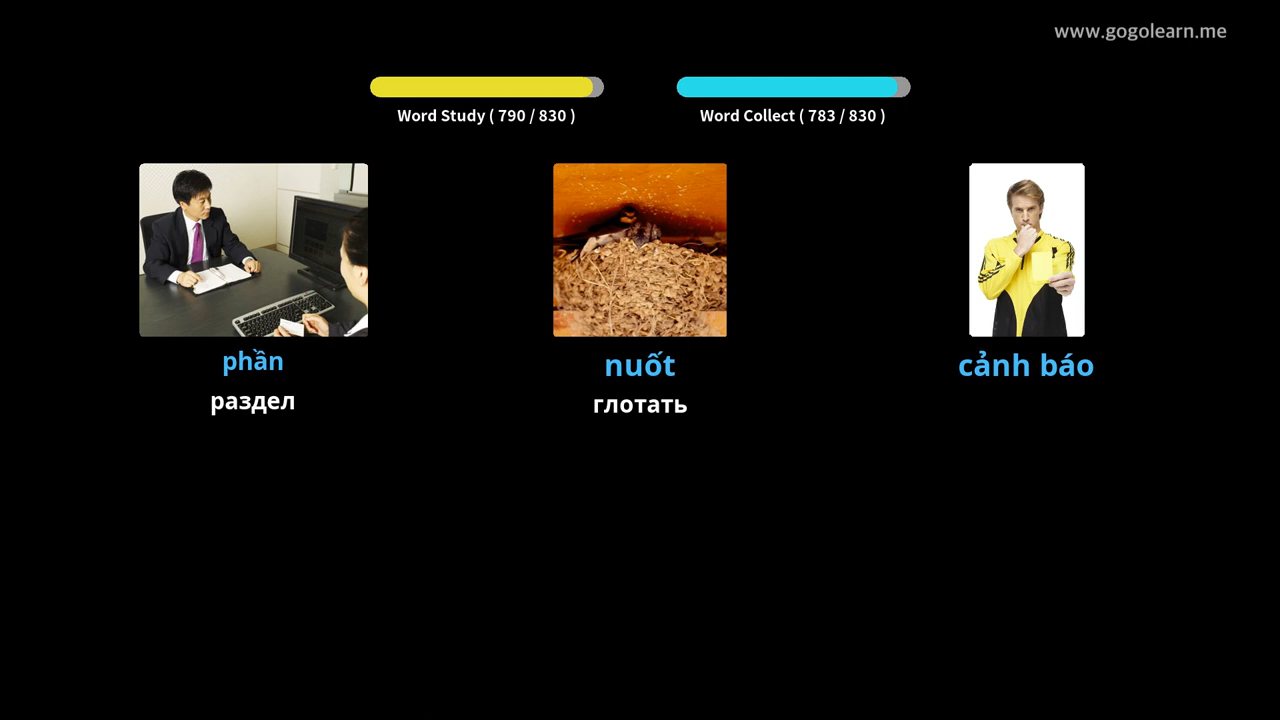 www.gogolearn.me
Word Study ( 790 / 830 )
Word Collect ( 783 / 830 )
phần
раздел
nuốt
глотать
cảnh báo